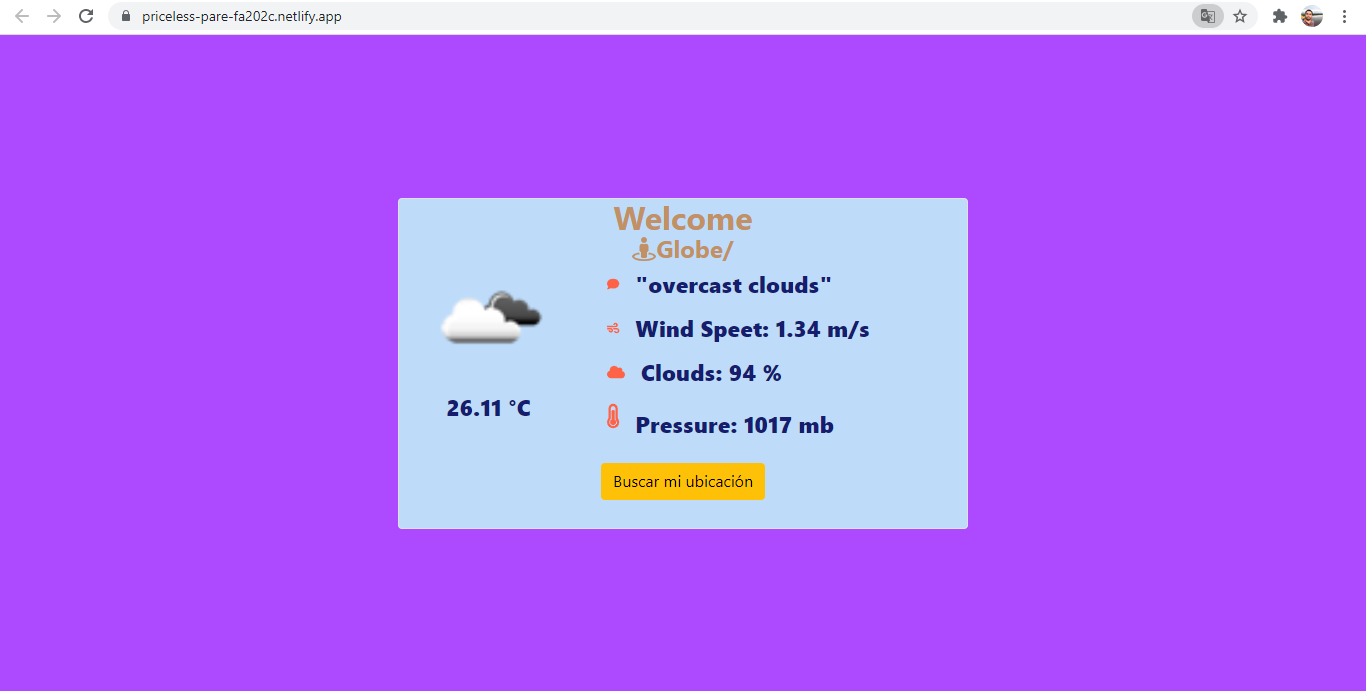 priceless-pare-fa202c.netlify.app
Welcome
Globe/
"overcast clouds"
Wind Speet: 1.34 m/s
Clouds: 94 %
26.11 °C
Pressure: 1017 mb
Buscar mi ubicación